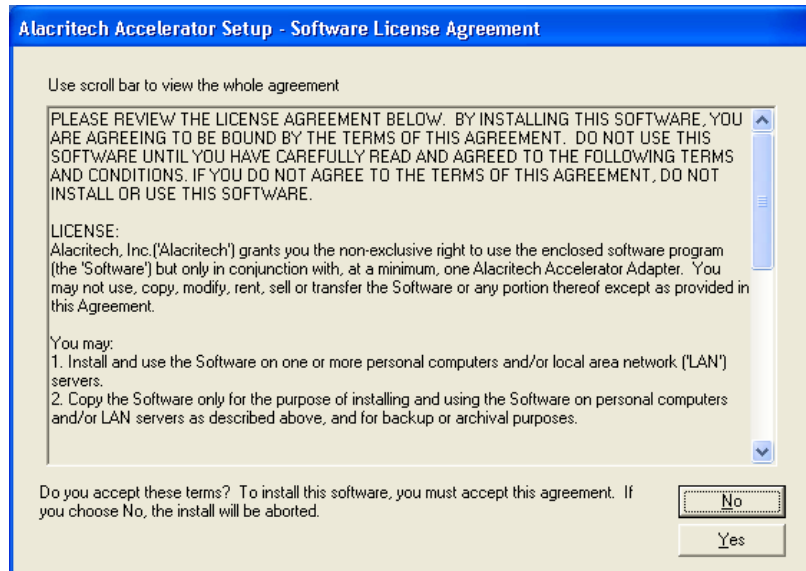 Alacritech Accelerator Setup - Software License Agreement
Use scroll bar to view the whole agreement
PLEASE REVIEW THE LICENSE AGREEMENT BELOW.  BY INSTALLING THIS SOFTWARE, YOU
ARE AGREEING TO BE BOUND BY THE TERMS OF THIS AGREEMENT.  DO NOT USE THIS
SOFTWARE UNTIL YOU HAVE CAREFULLY READ AND AGREED TO THE FOLLOWING TERMS
AND CONDITIONS. IF YOU DO NOT AGREE TO THE TERMS OF THIS AGREEMENT, DO NOT
INSTALL OR USE THIS SOFTWARE.
LICENSE:
Alacritech, Inc.('Alacritech') grants you the non-exclusive right to use the enclosed software program
(the 'Software') but only in conjunction with, at a minimum, one Alacritech Accelerator Adapter.  You
may not use, copy, modify, rent, sell or transfer the Software or any portion thereof except as provided in
this Agreement.
You may:
1. Install and use the Software on one or more personal computers and/or local area network ('LAN')
servers.
2. Copy the Software only for the purpose of installing and using the Software on personal computers
and/or LAN servers as described above, and for backup or archival purposes.
Do you accept these terms?  To install this software, you must accept this agreement.  If
you choose No, the install will be aborted.
No
Yes